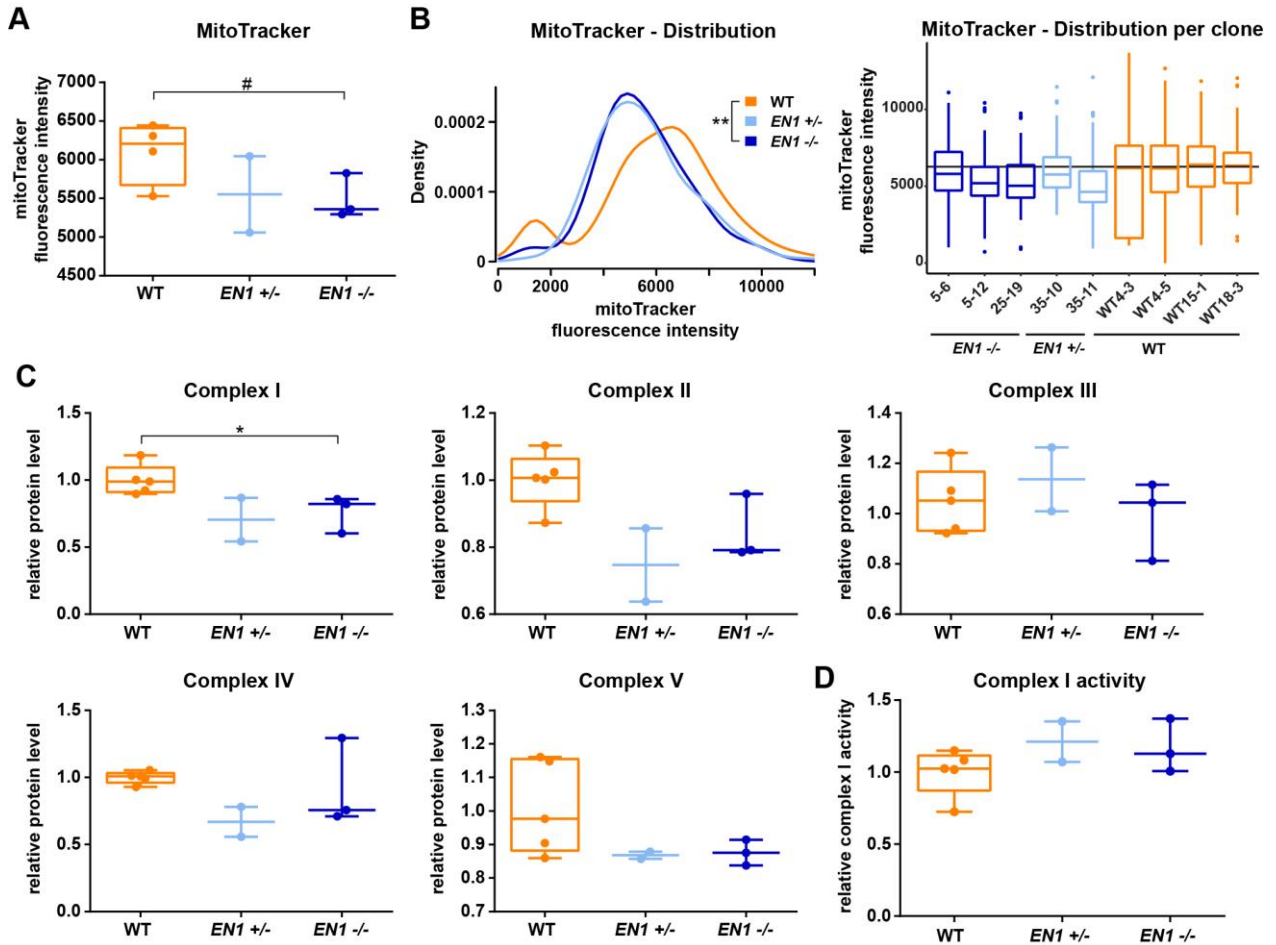 A
MitoTracker
mitoTracker
fluorescence intensity
7000
6500
6000
5500
5000
4500
#
WT
EN1 +/-
EN1 -/-
B
MitoTracker - Distribution
Density
0.0002
0.0001
0
0
2000
6000
10000
mitoTracker
fluorescence intensity
WT
EN1 +/-
EN1 -/-
**
MitoTracker - Distribution per clone
mitoTracker
fluorescence intensity
10000
5000
0
5-6
5-12
25-19
35-10
35-11
WT4-3
WT4-5
WT15-1
WT18-3
EN1 -/-
EN1 +/-
WT
C
Complex I
relative protein level
1.5
1.0
0.5
0.0
*
WT
EN1 +/-
EN1 -/-
Complex II
relative protein level
1.2
1.0
0.8
0.6
WT
EN1 +/-
EN1 -/-
Complex III
relative protein level
1.4
1.2
1.0
0.8
0.6
WT
EN1 +/-
EN1 -/-
Complex IV
relative protein level
1.5
1.0
0.5
0.0
WT
EN1 +/-
EN1 -/-
Complex V
relative protein level
1.3
1.2
1.1
1.0
0.9
0.8
0.7
WT
EN1 +/-
EN1 -/-
D
Complex I activity
relative complex I activity
1.5
1.0
0.5
0.0
WT
EN1 +/-
EN1 -/-